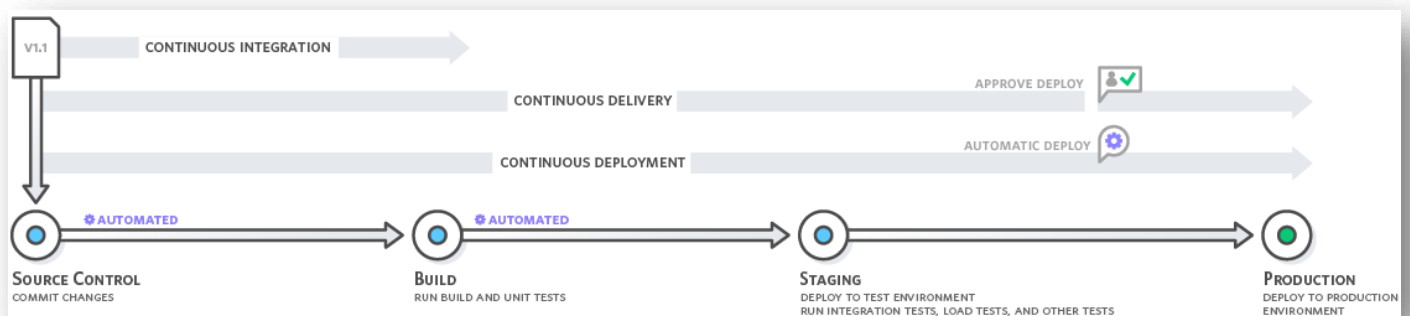 V1.1
CONTINUOUS INTEGRATION
APPROVE DEPLOY
CONTINUOUS DELIVERY
AUTOMATIC DEPLOY
CONTINUOUS DEPLOYMENT
AUTOMATED
AUTOMATED
SOURCE CONTROL
COMMIT CHANGES
BUILD
RUN BUILD AND UNIT TESTS
STAGING
DEPLOY TO TEST ENVIRONMENT
RUN INTEGRATION TESTS, LOAD TESTS, AND OTHER TESTS
PRODUCTION
DEPLOY TO PRODUCTION
ENVIRONMENT